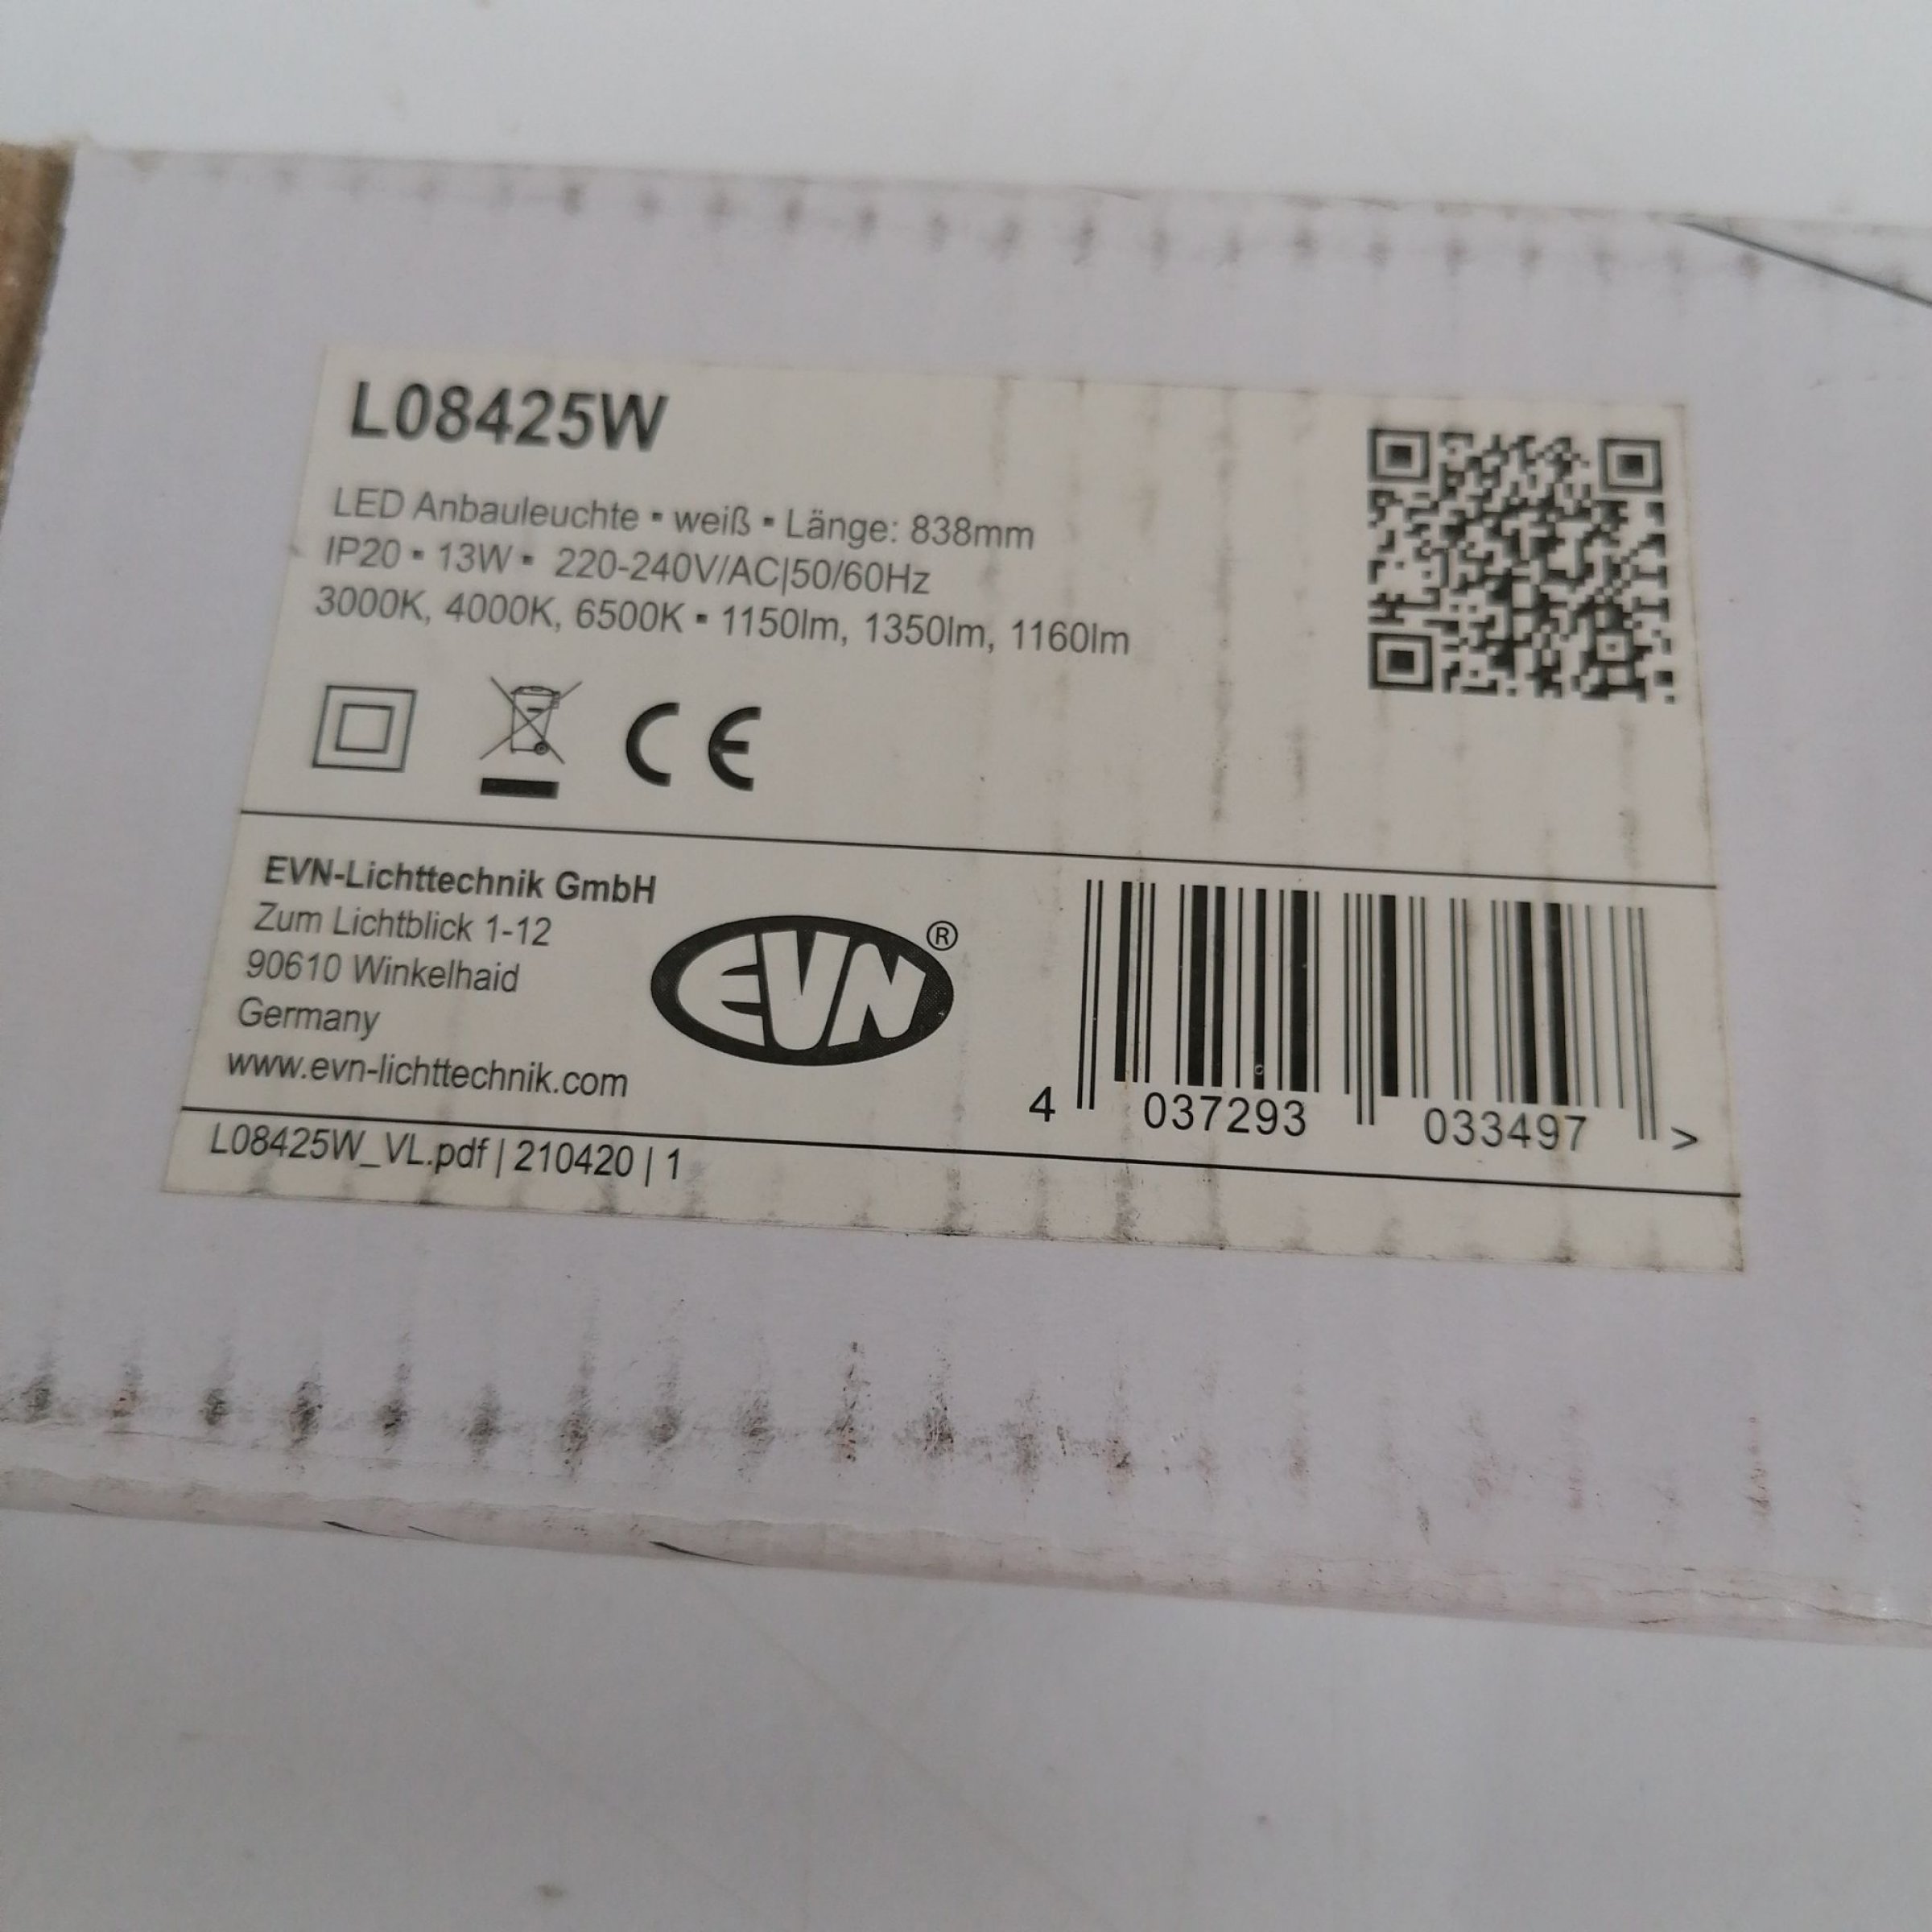 L08425W
LED Anbauleuchte ▪ weiß ▪ Länge: 838mm
IP20 ▪ 13W ▪ 220-240V/AC|50/60Hz
3000K, 4000K, 6500K ▪ 1150lm, 1350lm, 1160lm
CE
EVN-Lichttechnik GmbH
Zum Lichtblick 1-12
90610 Winkelhaid
Germany
www.evn-lichttechnik.com
EVN®
4 037293 033497 >
L08425W_VL.pdf | 210420 | 1